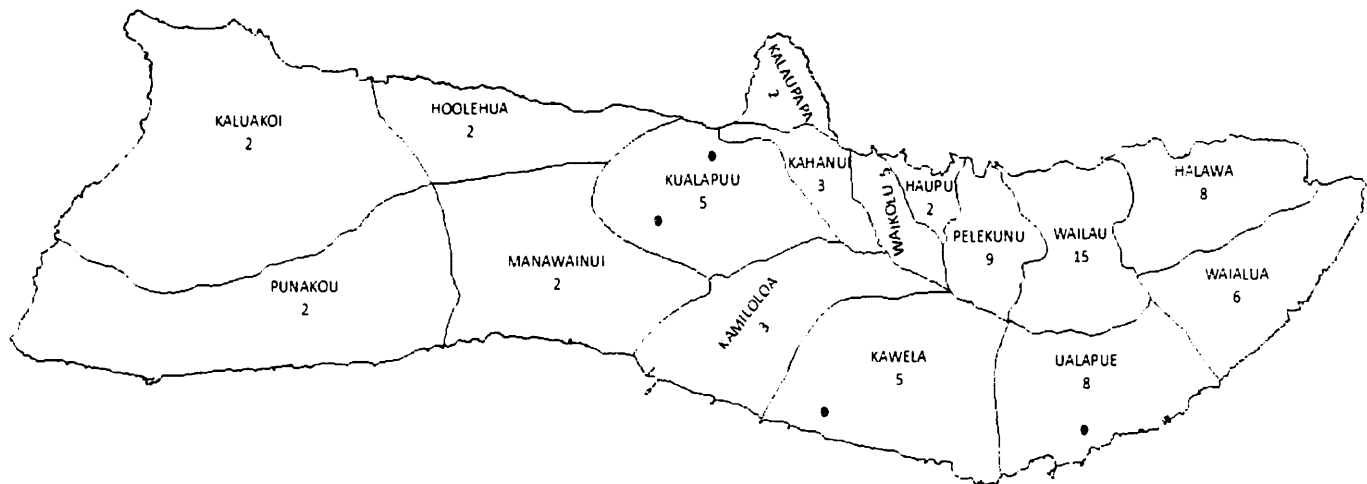 KALAUPAPA
2
KALUAKOI
2
HOOLEHUA
2
KUALAPUU
5
KAHANUI
3
WAIKOLU
HAUPU
2
PELEKUNU
9
WAILAU
15
HALAWA
8
WAIALUA
6
PUNAKOU
2
MANAWAINUI
2
KAMILOLOA
3
KAWELA
5
UALAPUE
8